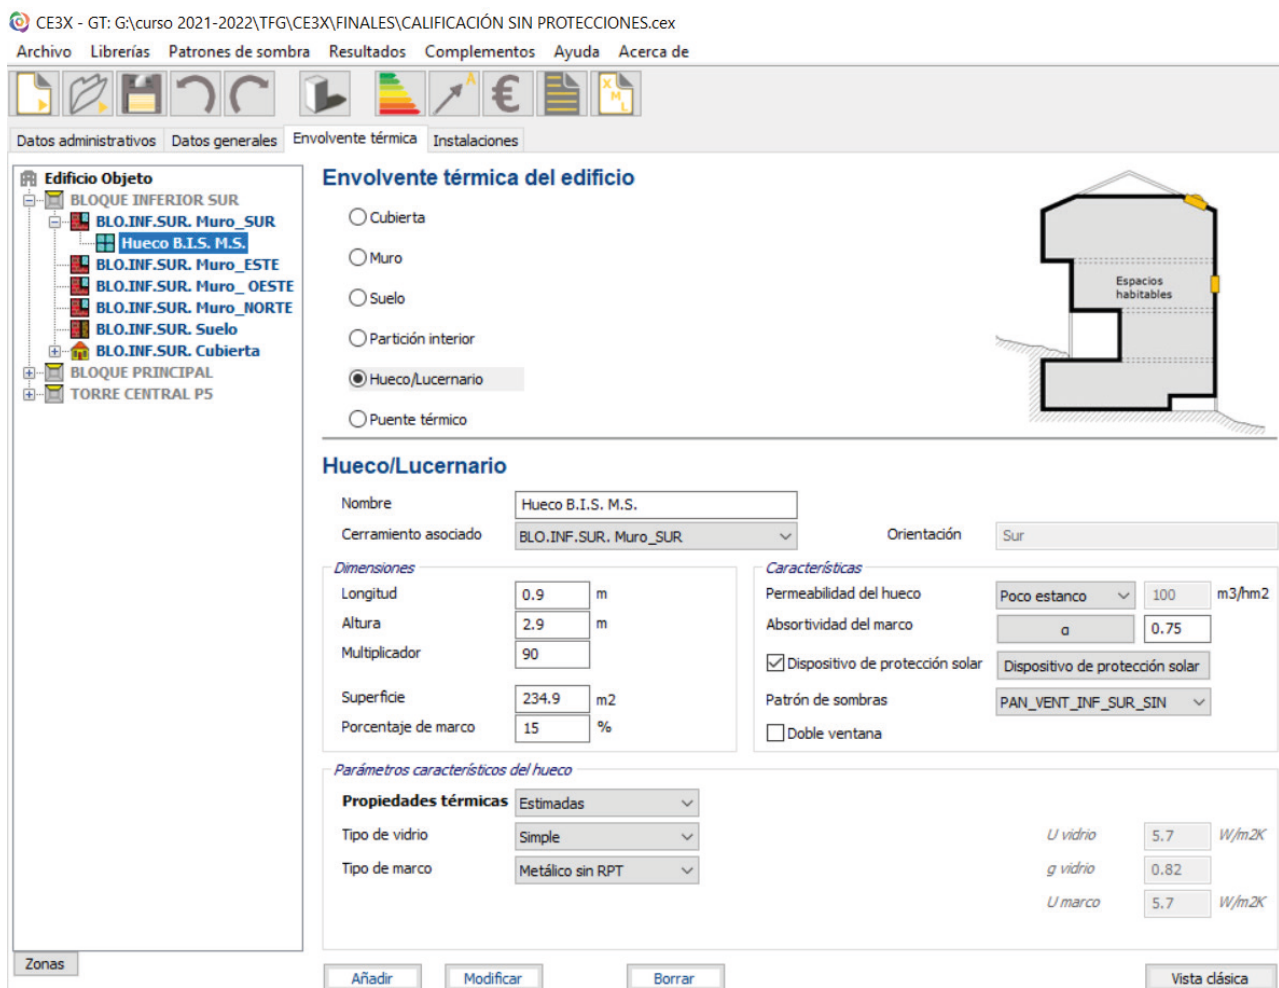 CE3X - GT: G:\curso 2021-2022\TFG\CE3X\FINALES\CALIFICACIÓN SIN PROTECCIONES.cex
Archivo Librerías Patrones de sombra Resultados Complementos Ayuda Acerca de
A € X M L
Datos administrativos Datos generales Envolvente térmica Instalaciones
Edificio Objeto
BLOQUE INFERIOR SUR
BLO.INF.SUR. Muro_SUR
Hueco B.I.S. M.S.
BLO.INF.SUR. Muro_ESTE
BLO.INF.SUR. Muro_ OESTE
BLO.INF.SUR. Muro_NORTE
BLO.INF.SUR. Suelo
BLO.INF.SUR. Cubierta
BLOQUE PRINCIPAL
TORRE CENTRAL P5
Zonas
Envolvente térmica del edificio
Cubierta
Muro
Suelo
Partición interior
Hueco/Lucernario
Puente térmico
Espacios
habitables
Hueco/Lucernario
Nombre Hueco B.I.S. M.S.
Cerramiento asociado BLO.INF.SUR. Muro_SUR Orientación Sur
Dimensiones
Longitud 0.9 m
Altura 2.9 m
Multiplicador 90
Superficie 234.9 m2
Porcentaje de marco 15 %
Características
Permeabilidad del hueco Poco estanco 100 m3/hm2
Absortividad del marco α 0.75
Dispositivo de protección solar Dispositivo de protección solar
Patrón de sombras PAN_VENT_INF_SUR_SIN
Doble ventana
Parámetros característicos del hueco
Propiedades térmicas Estimadas
Tipo de vidrio Simple U vidrio 5.7 W/m2K
Tipo de marco Metálico sin RPT g vidrio 0.82
U marco 5.7 W/m2K
Añadir Modificar Borrar Vista clásica